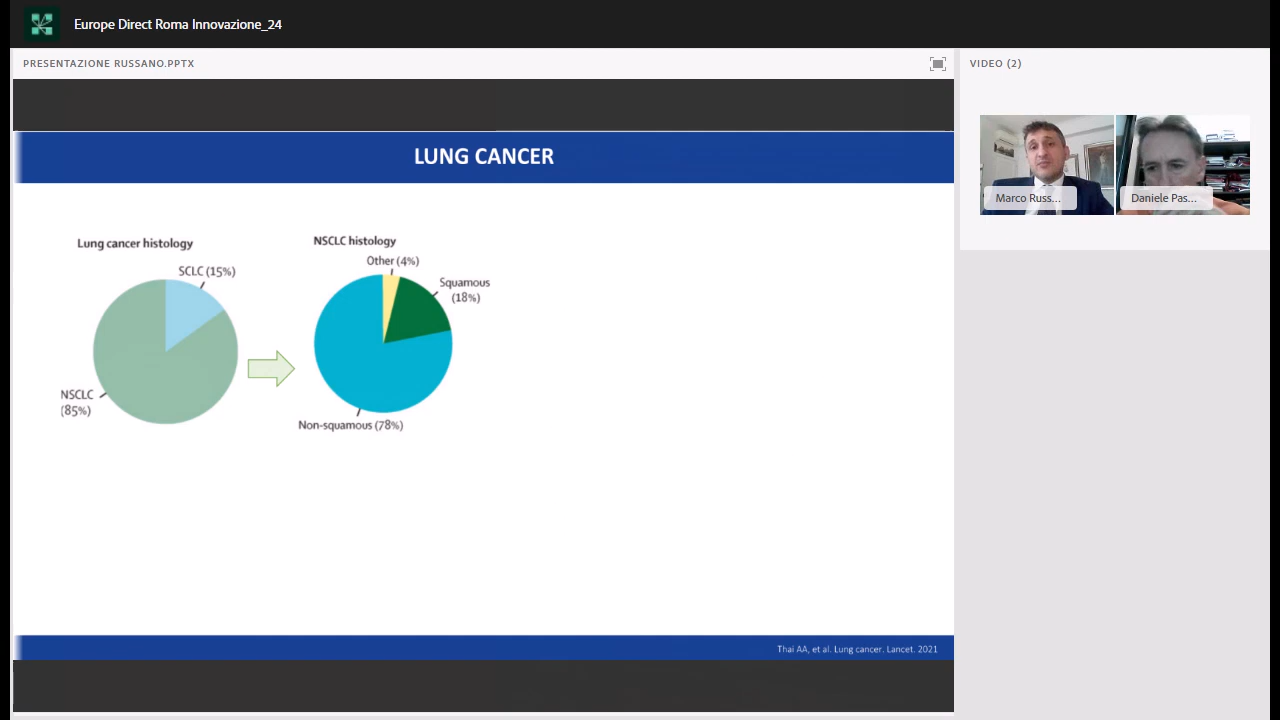 Europe Direct Roma Innovazione_24
PRESENTAZIONE RUSSANO.PPTX
VIDEO (2)
LUNG CANCER
Lung cancer histology
SCLC (15%)
NSCLC
(85%)
NSCLC histology
Other (4%)
Squamous
(18%)
Non-squamous (78%)
Marco Russ...
Daniele Pas...
Thai AA, et al. Lung cancer. Lancet. 2021